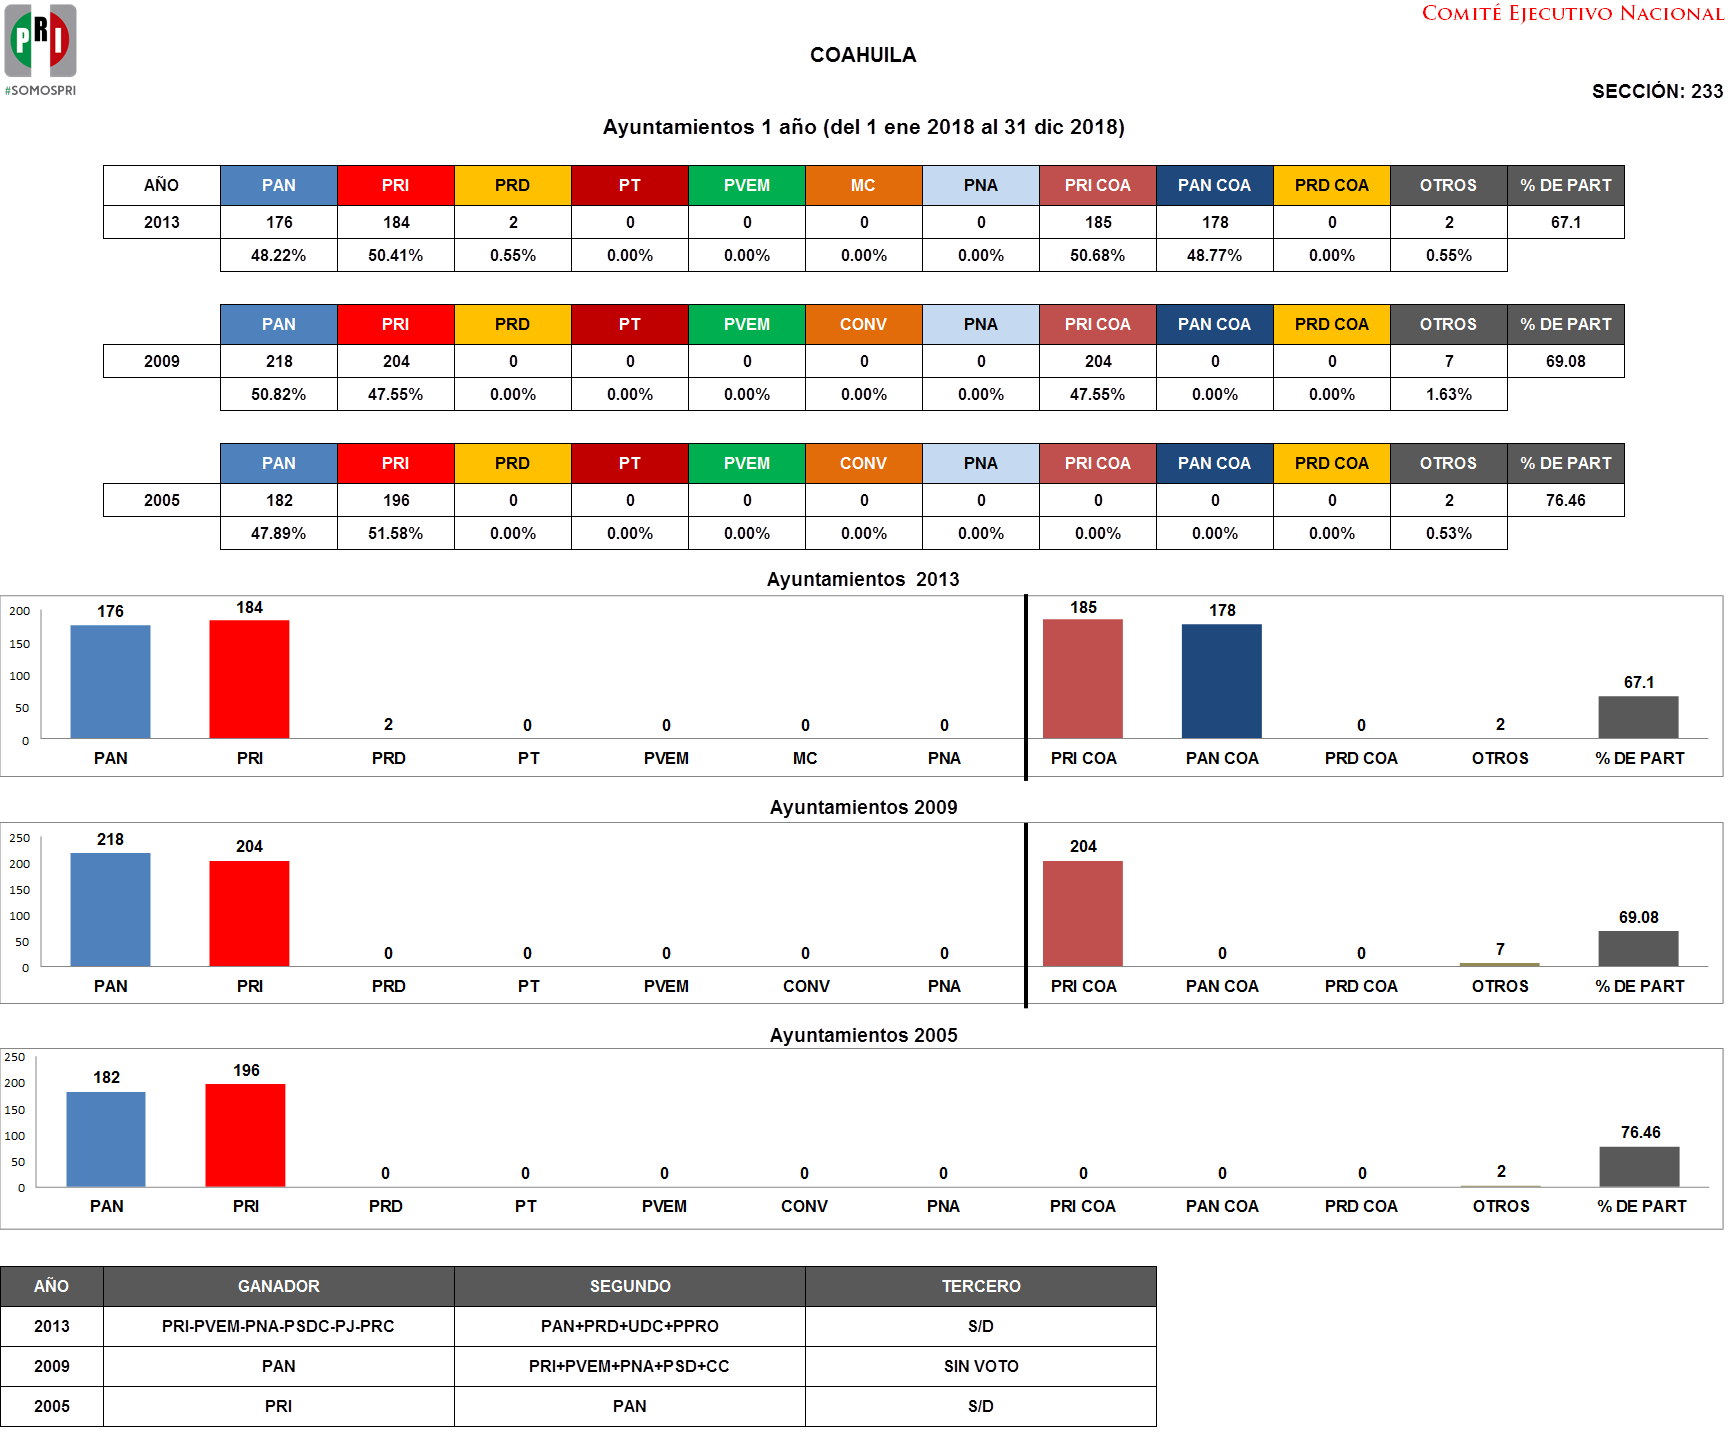 PRI
#SOMOSPRI
COMITÉ EJECUTIVO NACIONAL
COAHUILA
SECCIÓN: 233
Ayuntamientos 1 año (del 1 ene 2018 al 31 dic 2018)
AÑO PAN PRI PRD PT PVEM MC PNA PRI COA PAN COA PRD COA OTROS % DE PART
2013 176 184 2 0 0 0 0 185 178 0 2 67.1
48.22% 50.41% 0.55% 0.00% 0.00% 0.00% 0.00% 50.68% 48.77% 0.00% 0.55%
PAN PRI PRD PT PVEM CONV PNA PRI COA PAN COA PRD COA OTROS % DE PART
2009 218 204 0 0 0 0 0 204 0 0 7 69.08
50.82% 47.55% 0.00% 0.00% 0.00% 0.00% 0.00% 47.55% 0.00% 0.00% 1.63%
PAN PRI PRD PT PVEM CONV PNA PRI COA PAN COA PRD COA OTROS % DE PART
2005 182 196 0 0 0 0 0 0 0 0 2 76.46
47.89% 51.58% 0.00% 0.00% 0.00% 0.00% 0.00% 0.00% 0.00% 0.00% 0.53%
Ayuntamientos 2013
200
150
100
50
0
176 184 2 0 0 0 0 185 178 0 2 67.1
PAN PRI PRD PT PVEM MC PNA PRI COA PAN COA PRD COA OTROS % DE PART
Ayuntamientos 2009
250
200
150
100
50
0
218 204 0 0 0 0 0 204 0 0 7 69.08
PAN PRI PRD PT PVEM CONV PNA PRI COA PAN COA PRD COA OTROS % DE PART
Ayuntamientos 2005
250
200
150
100
50
0
182 196 0 0 0 0 0 0 0 0 2 76.46
PAN PRI PRD PT PVEM CONV PNA PRI COA PAN COA PRD COA OTROS % DE PART
AÑO GANADOR SEGUNDO TERCERO
2013 PRI-PVEM-PNA-PSDC-PJ-PRC PAN+PRD+UDC+PPRO S/D
2009 PAN PRI+PVEM+PNA+PSD+CC SIN VOTO
2005 PRI PAN S/D